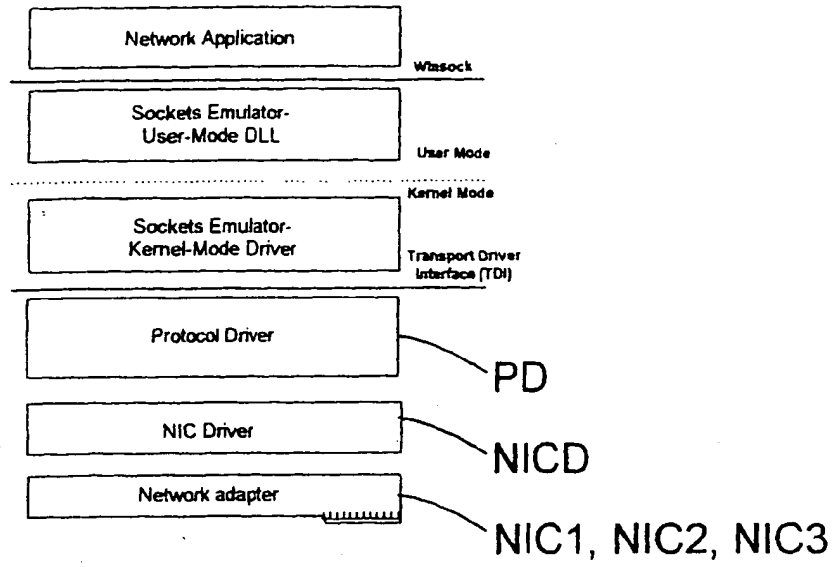 Network Application
Winsock
Sockets Emulator-
User-Mode DLL
User Mode
Kernel Mode
Sockets Emulator-
Kernel-Mode Driver
Transport Driver
Interface (TDI)
Protocol Driver
PD
NIC Driver
NICD
Network adapter
NIC1, NIC2, NIC3